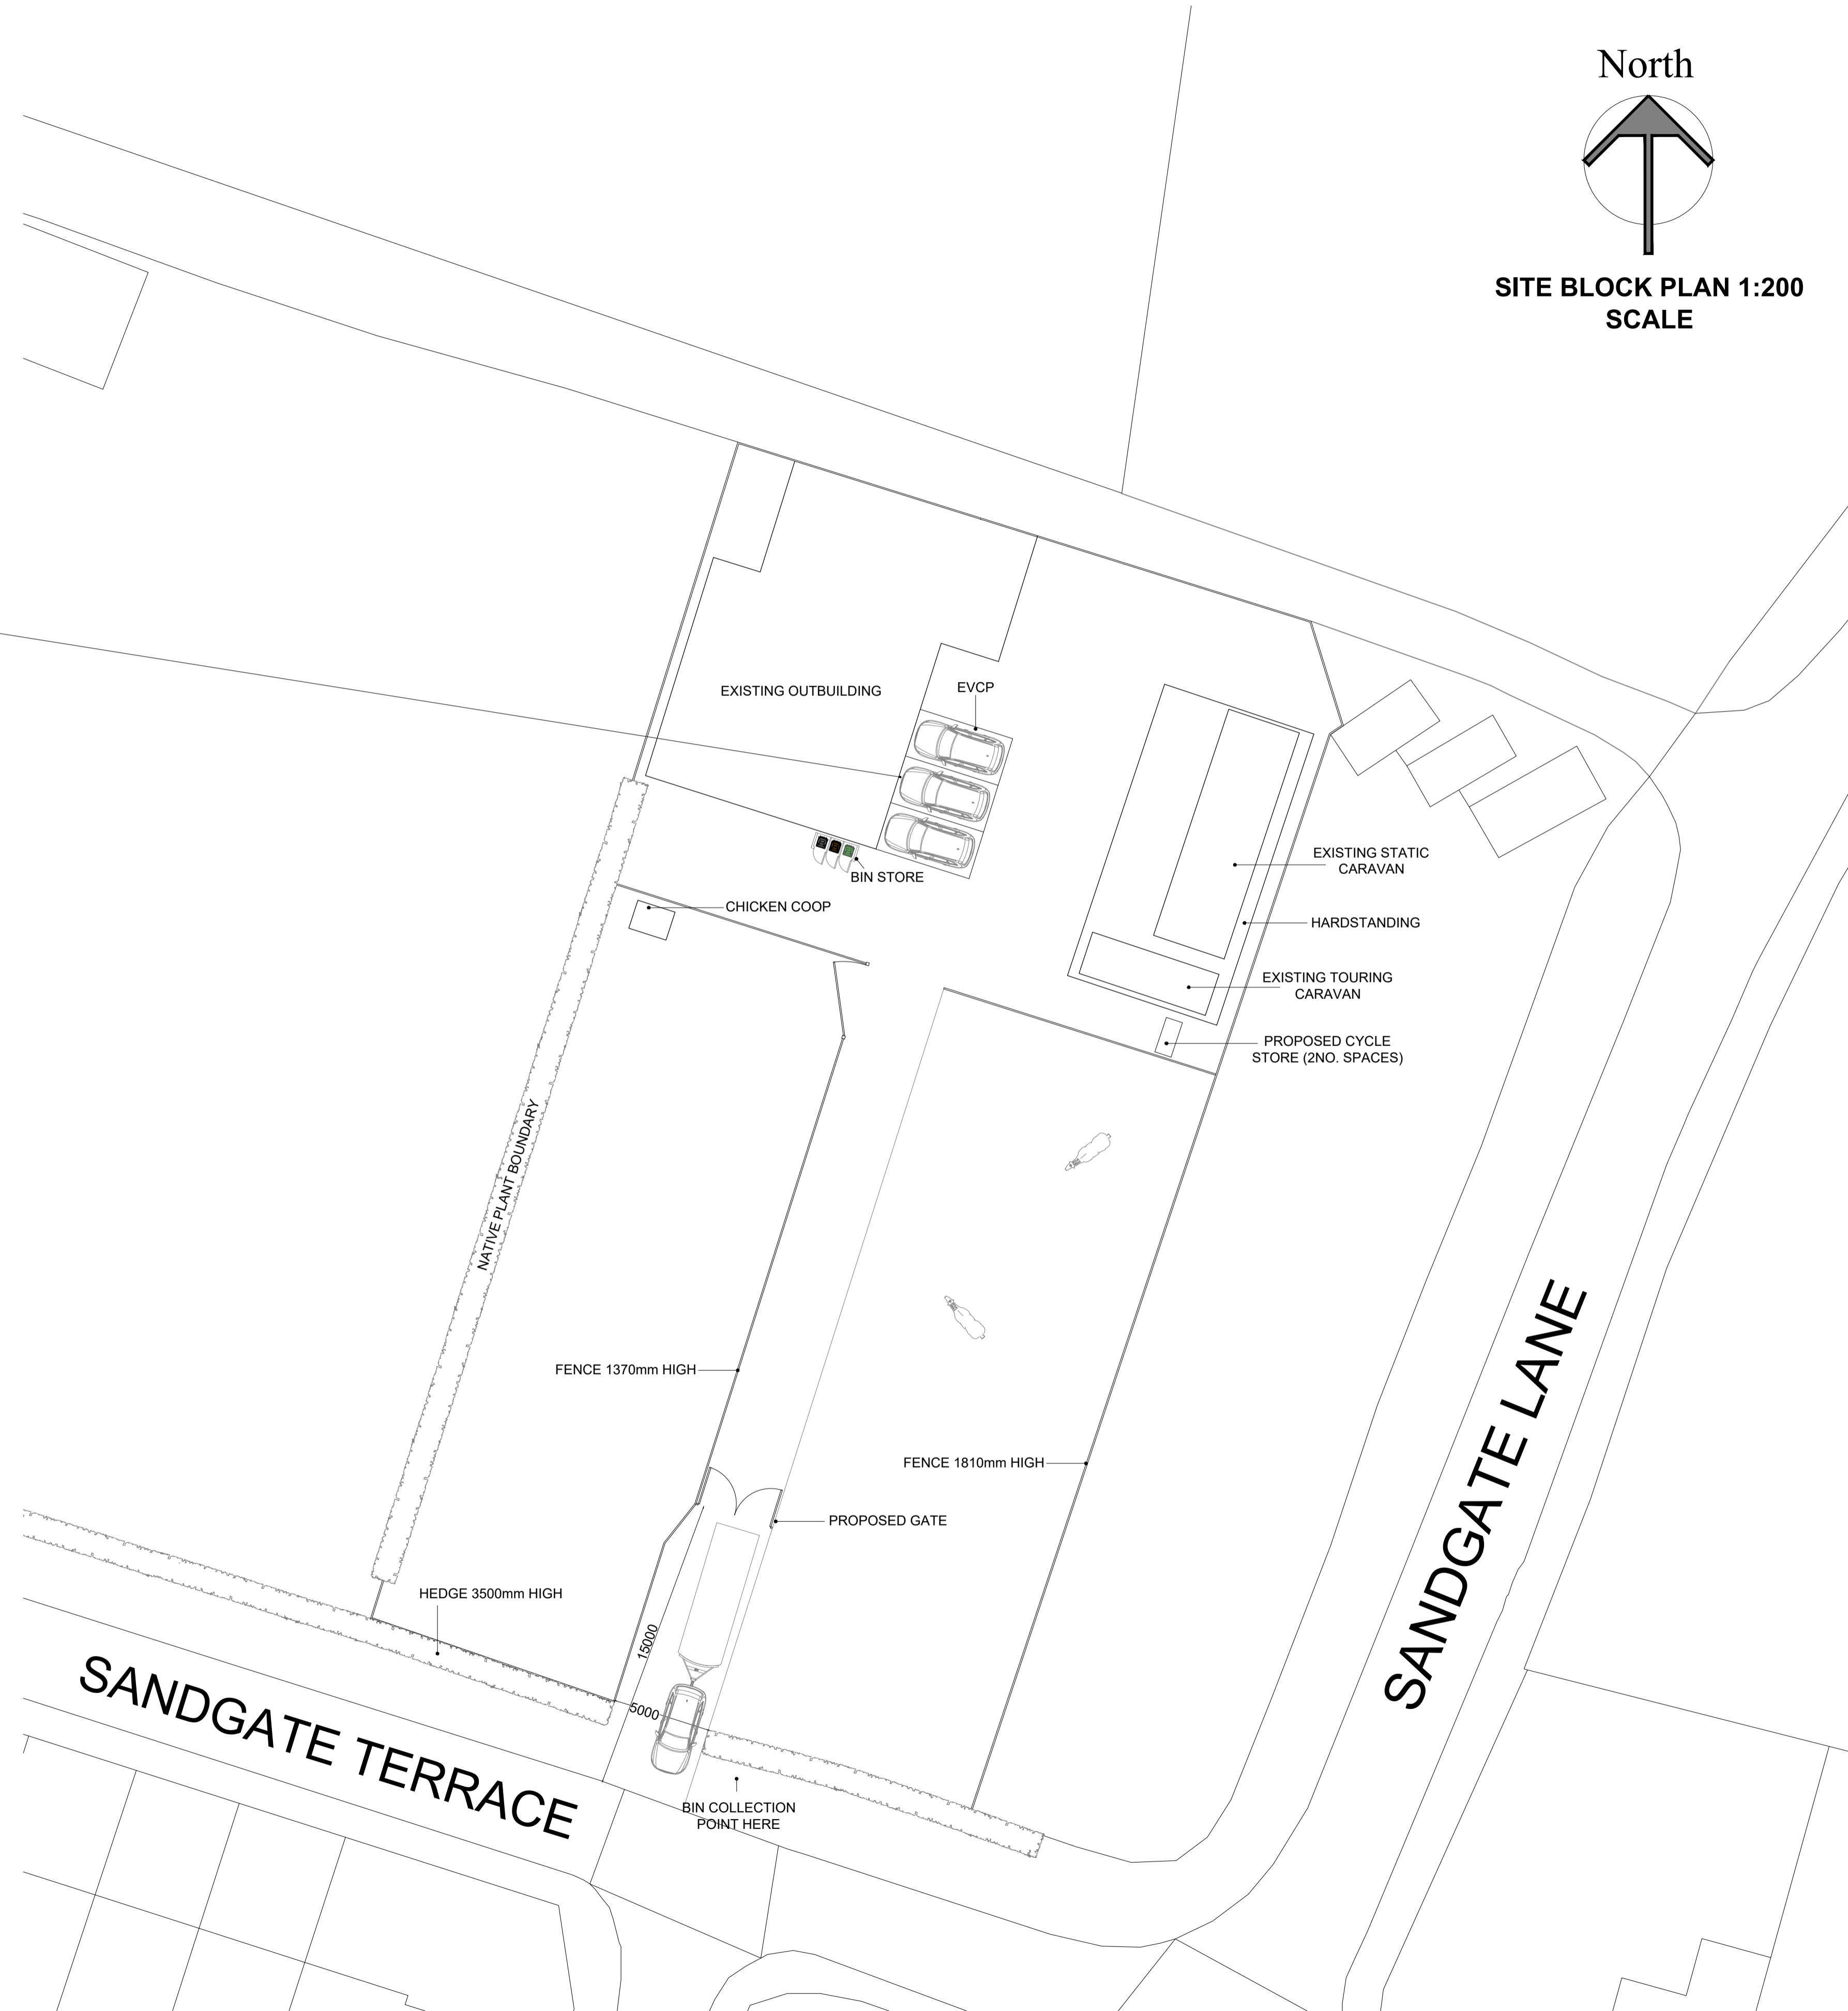 North
SITE BLOCK PLAN 1:200
SCALE
EXISTING OUTBUILDING
EVCP
BIN STORE
CHICKEN COOP
EXISTING STATIC
CARAVAN
HARDSTANDING
EXISTING TOURING
CARAVAN
PROPOSED CYCLE
STORE (2NO. SPACES)
NATIVE PLANT BOUNDARY
FENCE 1370mm HIGH
FENCE 1810mm HIGH
PROPOSED GATE
HEDGE 3500mm HIGH
15000
5000
SANDGATE TERRACE
SANDGATE LANE
BIN COLLECTION
POINT HERE